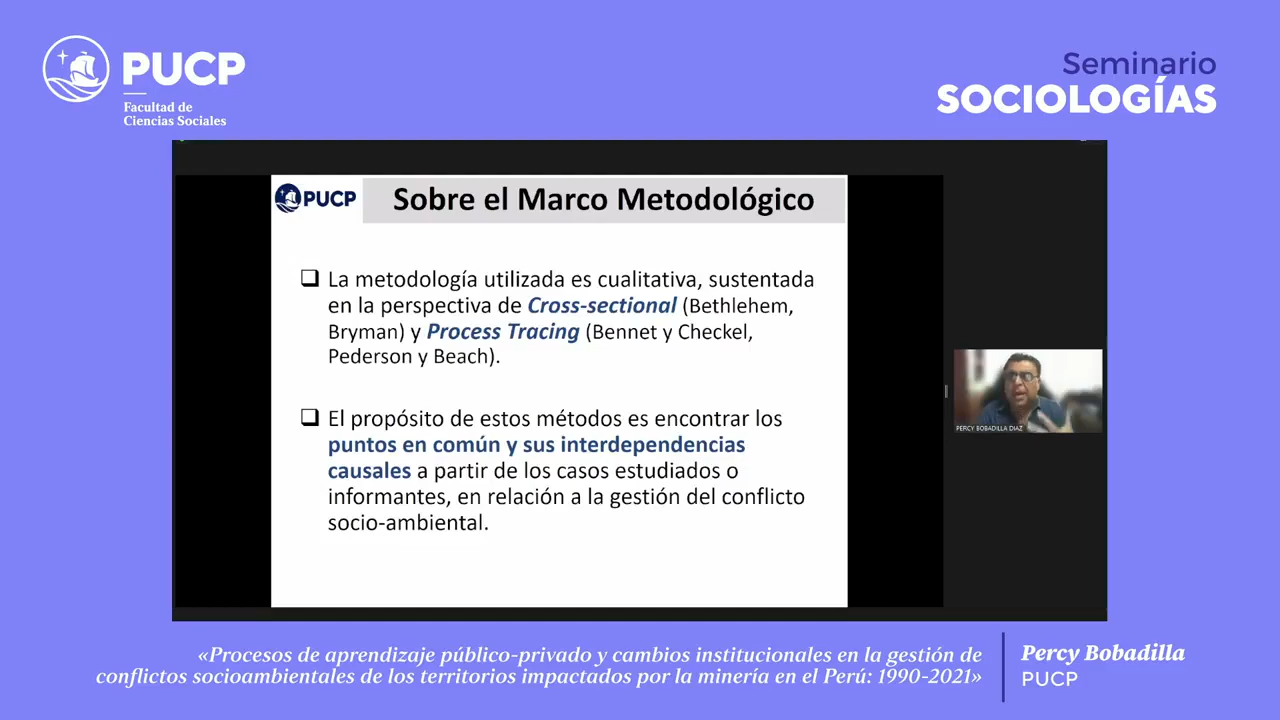 PUCP
Facultad de
Ciencias Sociales
Seminario
SOCIOLOGÍAS
PUCP
Sobre el Marco Metodológico
La metodología utilizada es cualitativa, sustentada
en la perspectiva de Cross-sectional (Bethlehem,
Bryman) y Process Tracing (Bennet y Checkel,
Pederson y Beach).
El propósito de estos métodos es encontrar los
puntos en común y sus interdependencias
causales a partir de los casos estudiados o
informantes, en relación a la gestión del conflicto
socio-ambiental.
PERCY BOBADILLA DIAZ
«Procesos de aprendizaje público-privado y cambios institucionales en la gestión de
conflictos socioambientales de los territorios impactados por la minería en el Perú: 1990-2021»
Percy Bobadilla
PUCP